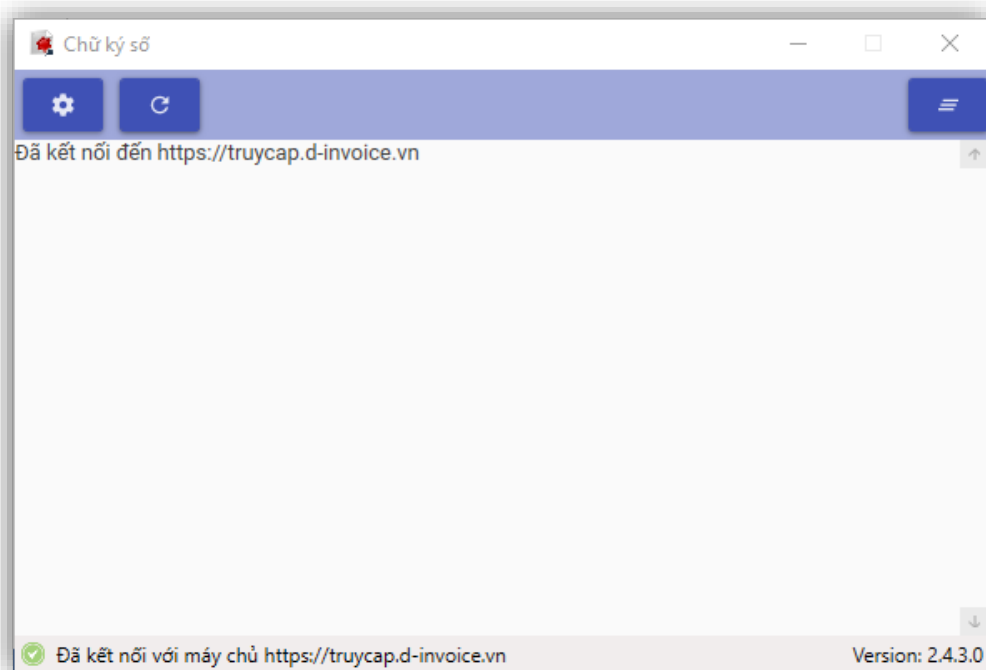 Chữ ký số
Đã kết nối đến https://truycap.d-invoice.vn
Đã kết nối với máy chủ https://truycap.d-invoice.vn
Version: 2.4.3.0